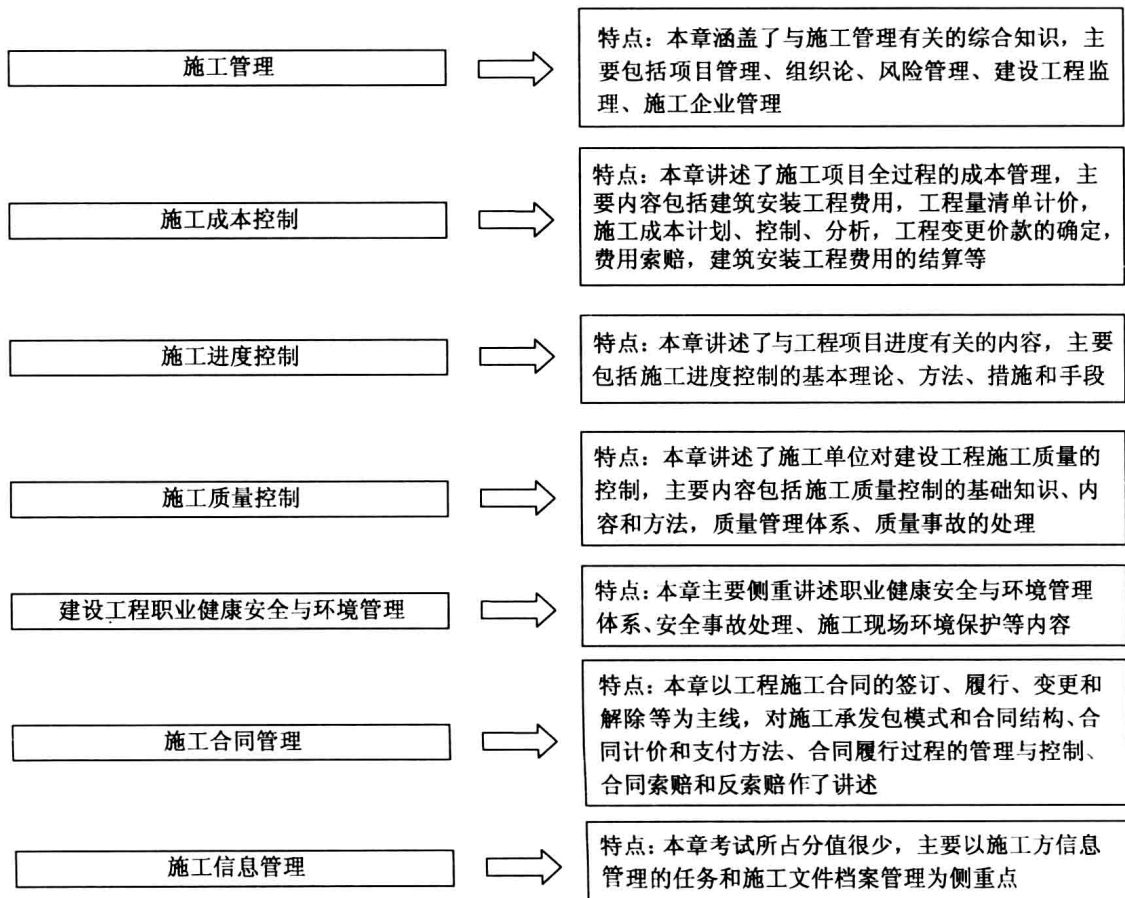 施工管理
特点：本章涵盖了与施工管理有关的综合知识，主
要包括项目管理、组织论、风险管理、建设工程监
理、施工企业管理
施工成本控制
特点：本章讲述了施工项目全过程的成本管理，主
要内容包括建筑安装工程费用，工程量清单计价，
施工成本计划、控制、分析，工程变更价款的确定，
费用索赔，建筑安装工程费用的结算等
施工进度控制
特点：本章讲述了与工程项目进度有关的内容，主要
包括施工进度控制的基本理论、方法、措施和手段
施工质量控制
特点：本章讲述了施工单位对建设工程施工质量的
控制，主要内容包括施工质量控制的基础知识、内
容和方法，质量管理体系、质量事故的处理
建设工程职业健康安全与环境管理
特点：本章主要侧重讲述职业健康安全与环境管理
体系、安全事故处理、施工现场环境保护等内容
施工合同管理
特点：本章以工程施工合同的签订、履行、变更和
解除等为主线，对施工承发包模式和合同结构、合
同计价和支付方法、合同履行过程的管理与控制、
合同索赔和反索赔作了讲述
施工信息管理
特点：本章考试所占分值很少，主要以施工方信息
管理的任务和施工文件档案管理为侧重点